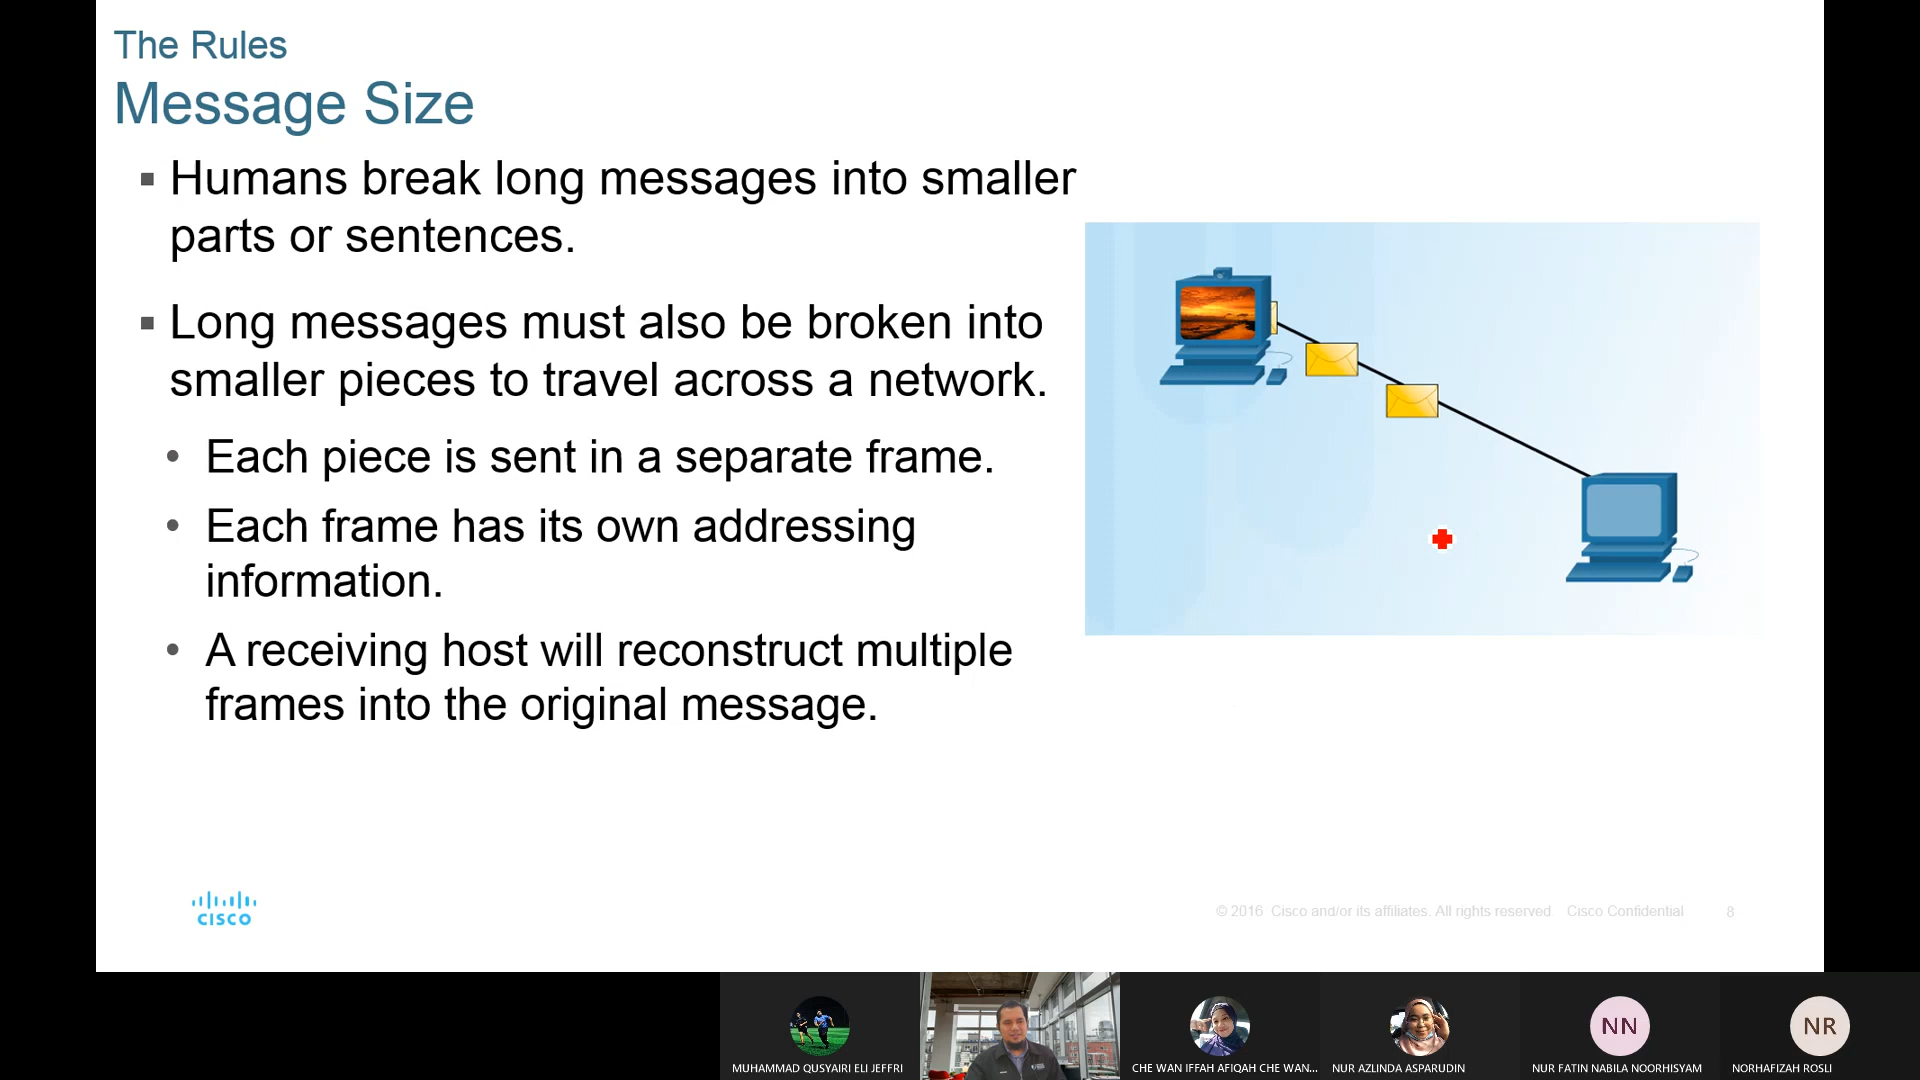 The Rules
Message Size
▪ Humans break long messages into smaller
parts or sentences.
▪ Long messages must also be broken into
smaller pieces to travel across a network.
• Each piece is sent in a separate frame.
• Each frame has its own addressing
information.
• A receiving host will reconstruct multiple
frames into the original message.
CISCO
© 2016 Cisco and/or its affiliates. All rights reserved. Cisco Confidential 8
NN
NR
MUHAMMAD QUSYAIRI ELI JEFFRI
CHE WAN IFFAH AFIQAH CHE WAN...
NUR AZLINDA ASPARUDIN
NUR FATIN NABILA NOORHISYAM
NORHAFIZAH ROSLI